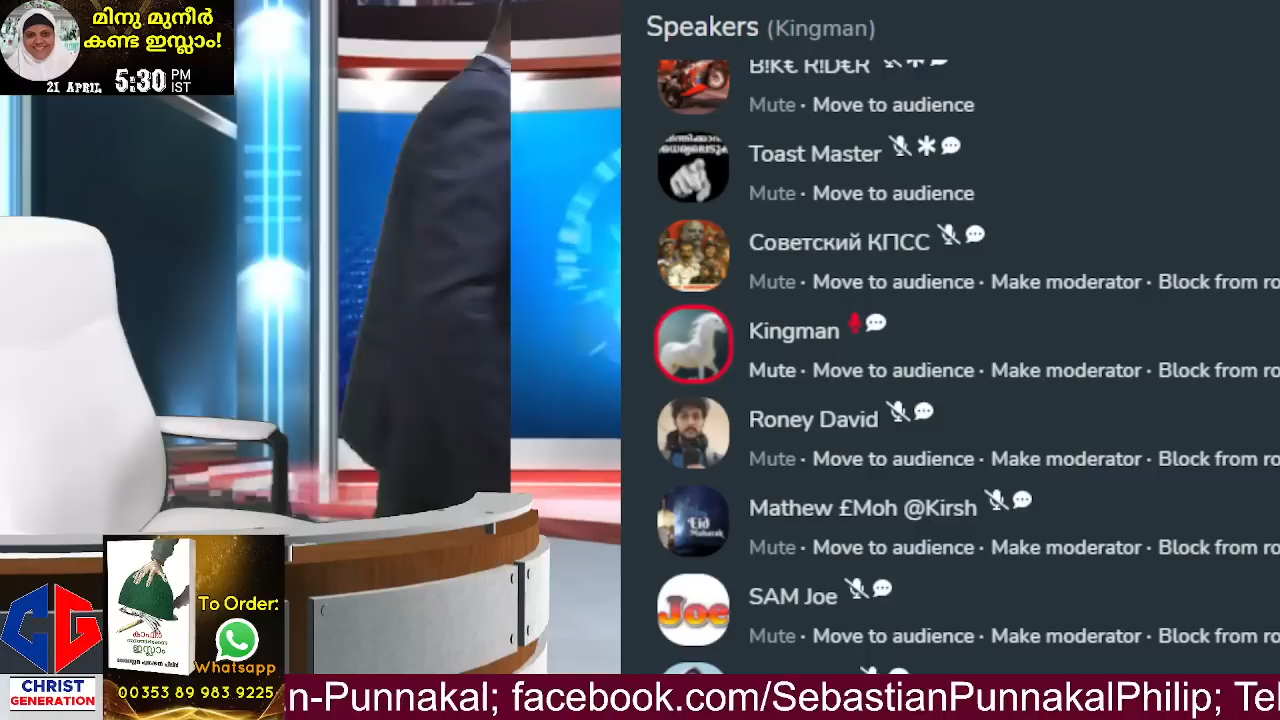 മിനു മുനീർ
കണ്ട ഇസ്ലാം!
21 APRIL 5:30 PM IST
Speakers (Kingman)
B!K€ R!D€R
Mute · Move to audience
Toast Master
Mute · Move to audience
Советский КПСС
Mute · Move to audience · Make moderator · Block from ro
Kingman
Mute · Move to audience · Make moderator · Block from ro
Roney David
Mute · Move to audience · Make moderator · Block from ro
Mathew £Moh @Kirsh
Mute · Move to audience · Make moderator · Block from ro
SAM Joe
Mute · Move to audience · Make moderator · Block from ro
Joe
Eid
Mubarak
കാഫിർ
ഇസ്ലാം
To Order:
Whatsapp
00353 89 983 9225
CG
CHRIST
GENERATION
n-Punnakal; facebook.com/SebastianPunnakalPhilip; Tel